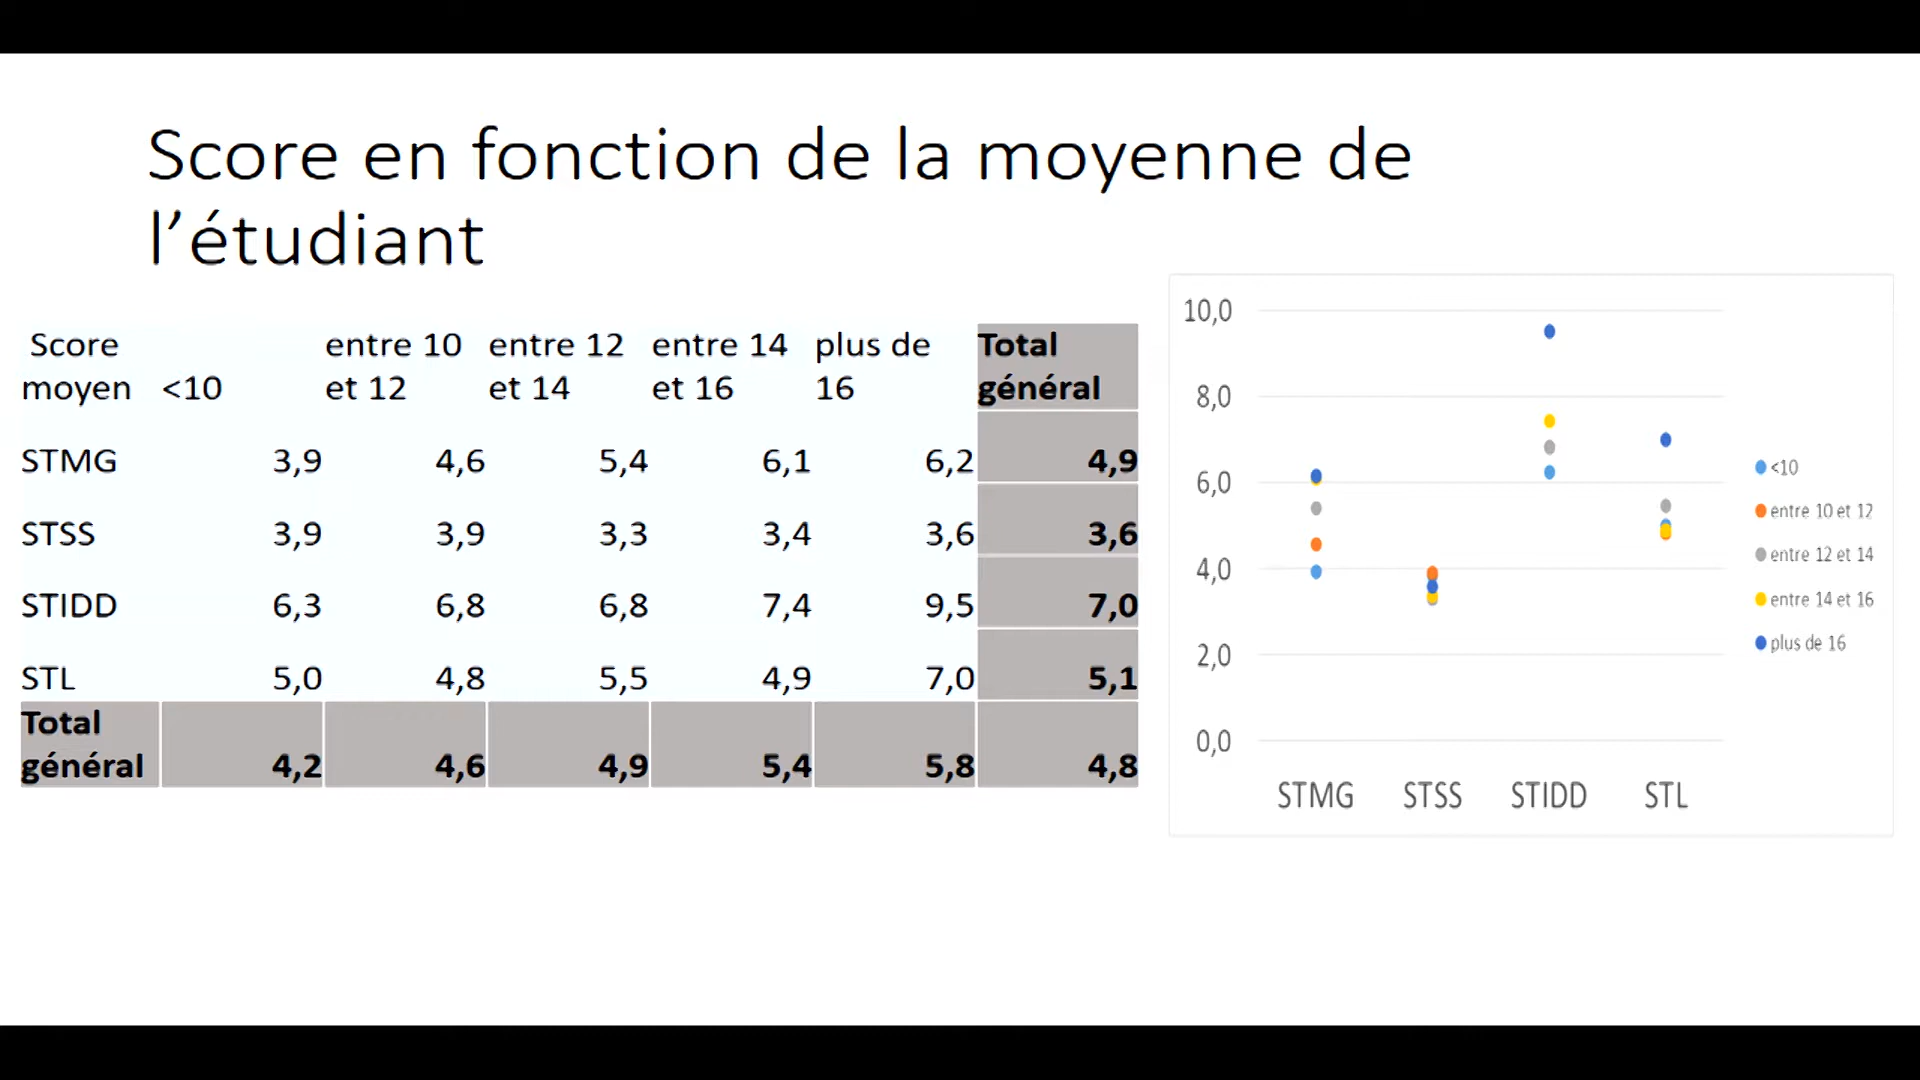 Score en fonction de la moyenne de
l’étudiant
Score moyen <10 entre 10 et 12 entre 12 et 14 entre 14 et 16 plus de 16 Total général
STMG 3,9 4,6 5,4 6,1 6,2 4,9
STSS 3,9 3,9 3,3 3,4 3,6 3,6
STIDD 6,3 6,8 6,8 7,4 9,5 7,0
STL 5,0 4,8 5,5 4,9 7,0 5,1
Total général 4,2 4,6 4,9 5,4 5,8 4,8
10,0
8,0
6,0
4,0
2,0
0,0
STMG STSS STIDD STL
<10
entre 10 et 12
entre 12 et 14
entre 14 et 16
plus de 16